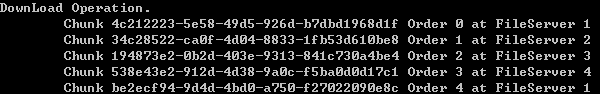 DownLoad Operation.
Chunk 4c212223-5e58-49d5-926d-b7dbd1968d1f Order 0 at FileServer 1
Chunk 34c28522-ca0f-4d04-8833-1fb53d610be8 Order 1 at FileServer 2
Chunk 194873e2-0b2d-403e-9313-841c730a4be4 Order 2 at FileServer 3
Chunk 538e43e2-912d-4d38-9a0c-f5ba0d0d17c1 Order 3 at FileServer 4
Chunk be2ecf94-9d4d-4bd0-a750-f27022090e8c Order 4 at FileServer 1